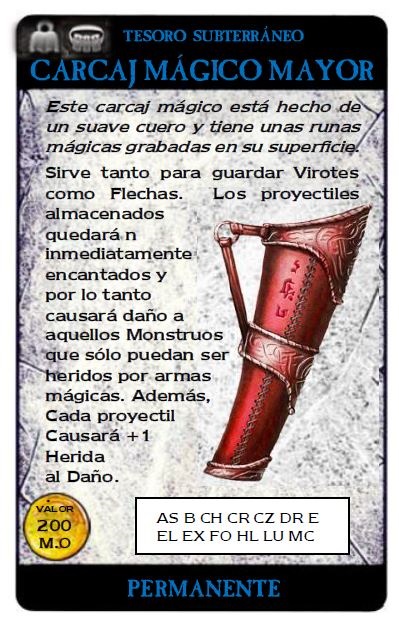 TESORO SUBTERRÁNEO
CARCAJ MÁGICO MAYOR
Este carcaj mágico está hecho de
un suave cuero y tiene unas runas
mágicas grabadas en su superficie.
Sirve tanto para guardar Virotes
como Flechas. Los proyectiles
almacenados
quedará n
inmediatamente
encantados y
por lo tanto
causará daño a
aquellos Monstruos
que sólo puedan ser
heridos por armas
mágicas. Además,
Cada proyectil
Causará +1
Herida
al Daño.
VALOR
200
M.O
AS B CH CR CZ DR E
EL EX FO HL LU MC
PERMANENTE